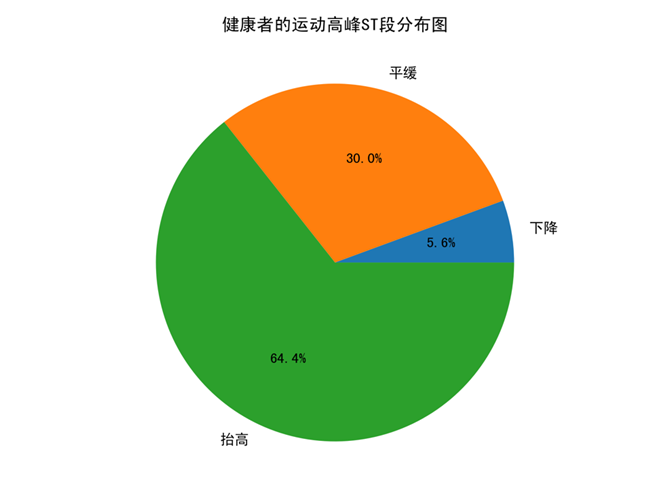 健康者的运动高峰ST段分布图
平缓
30.0%
下降
5.6%
64.4%
抬高